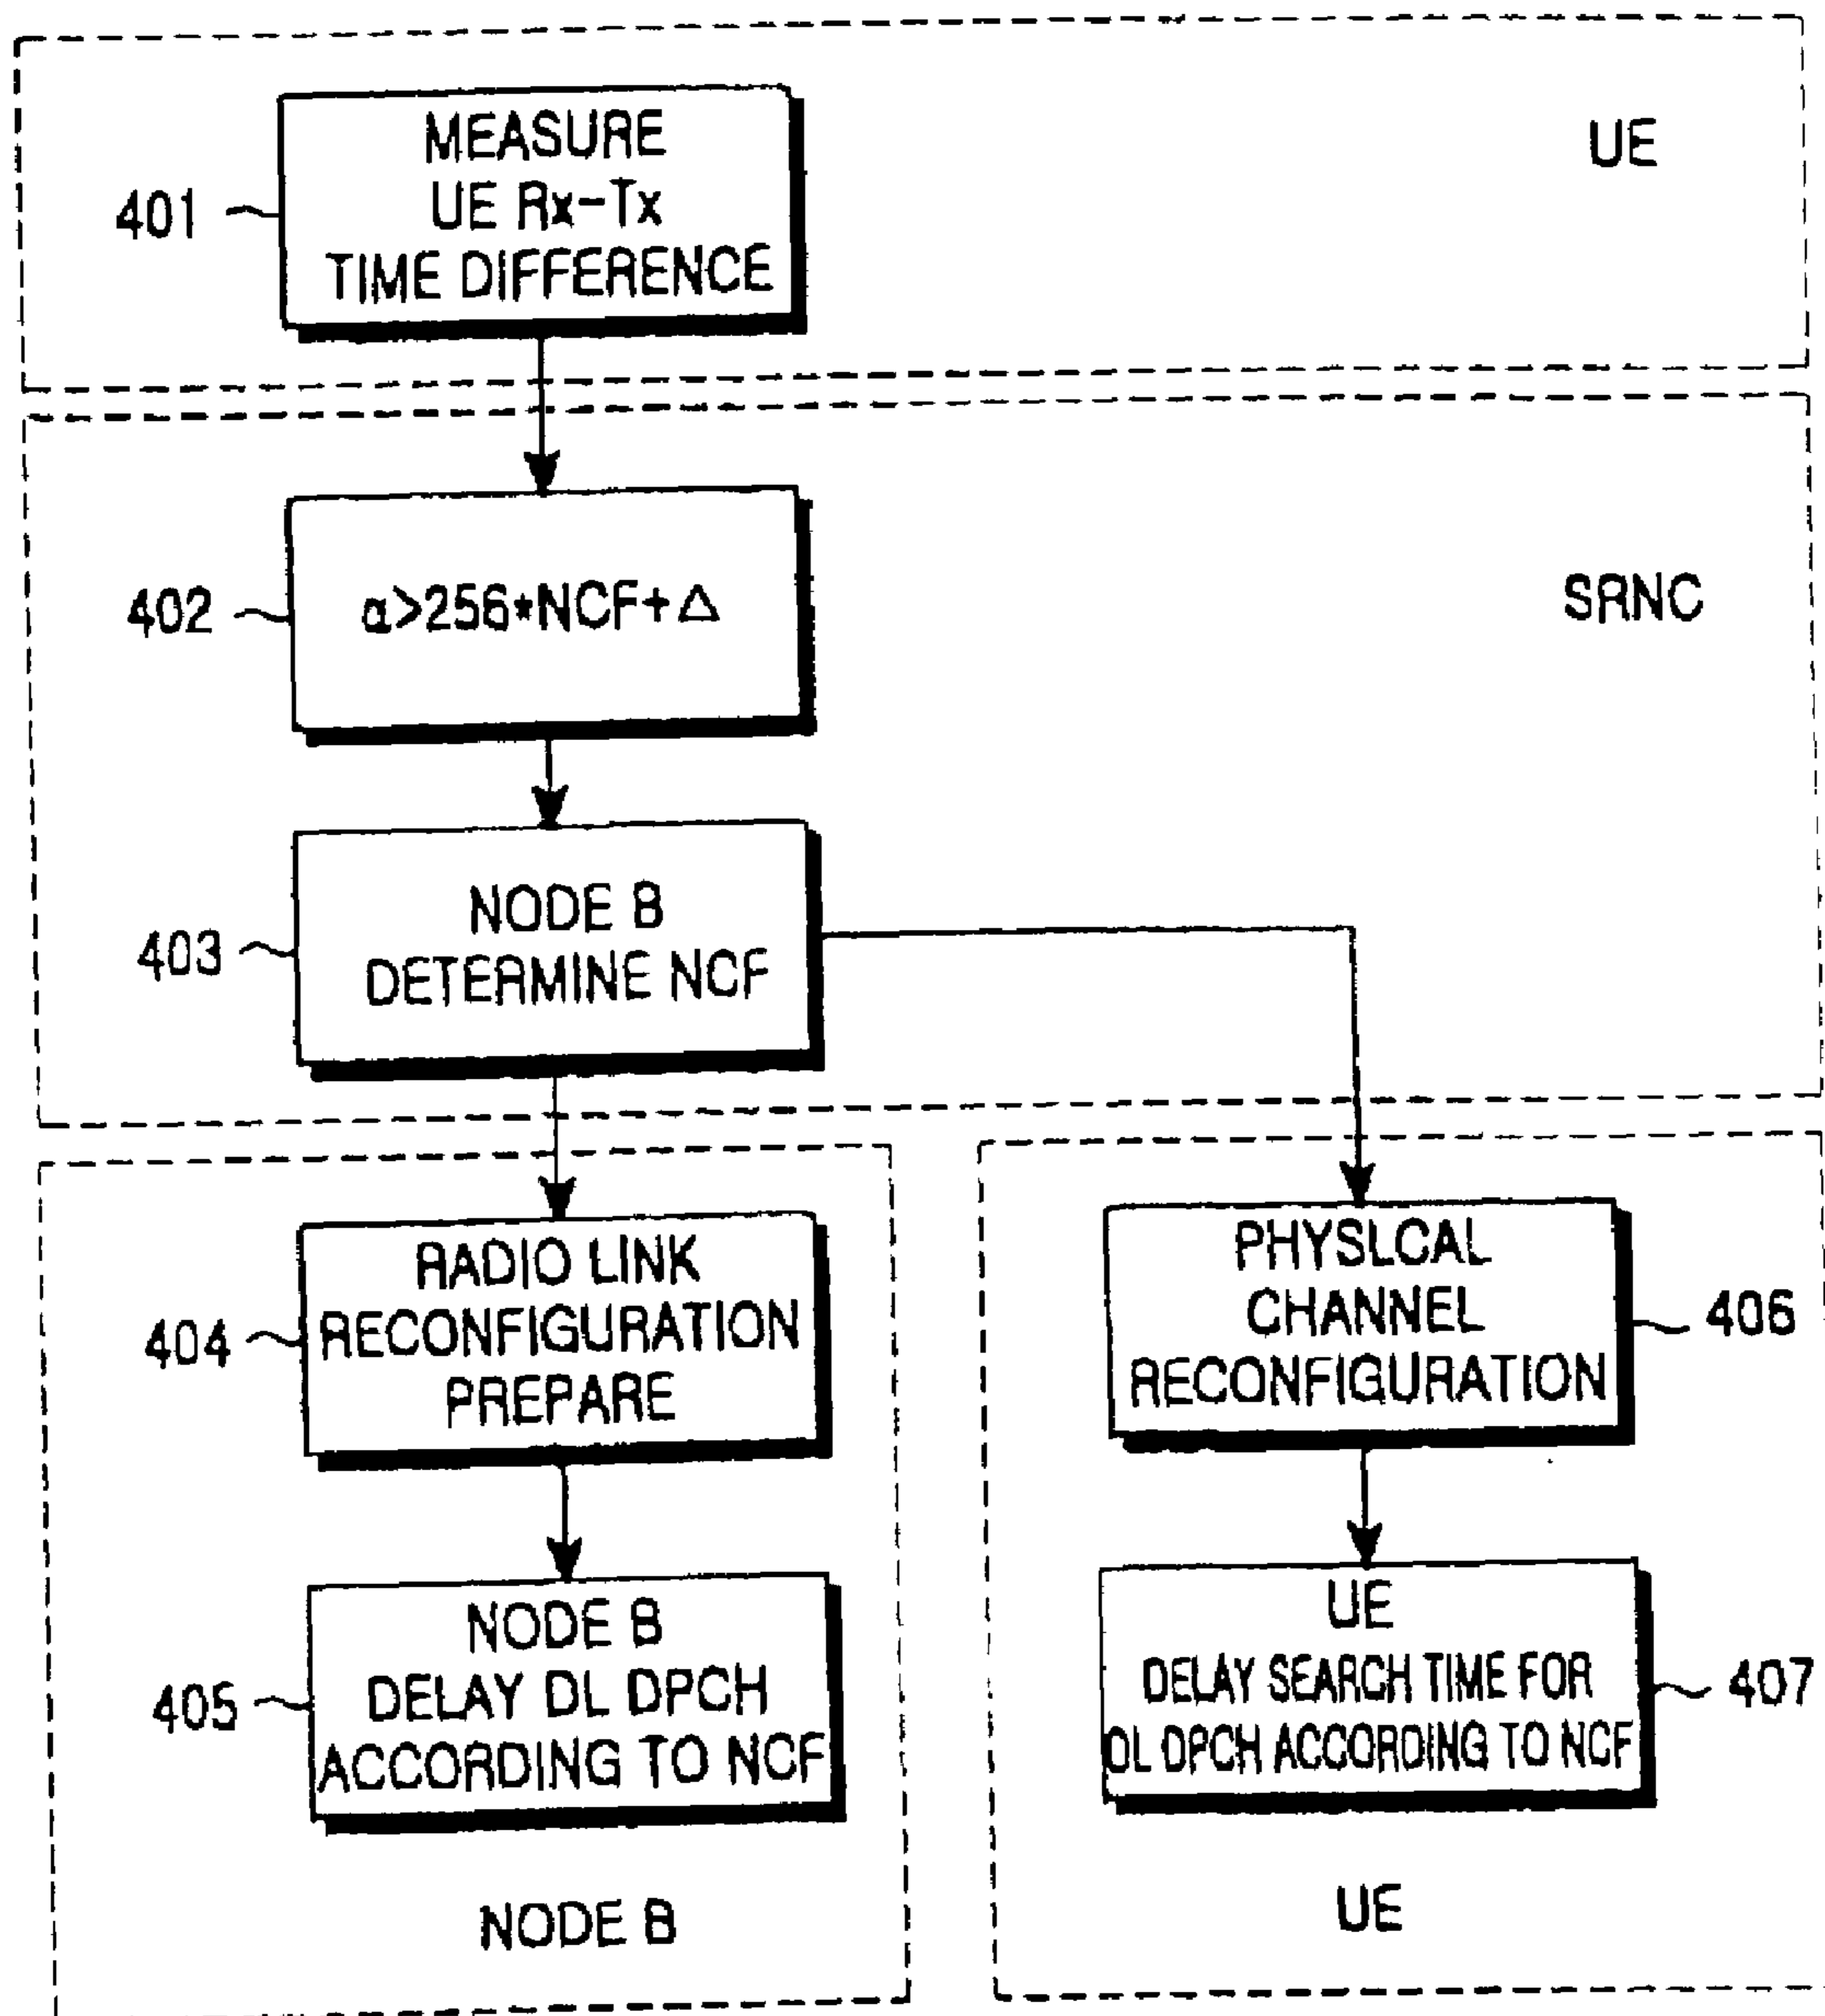 MEASURE
UE Rx-Tx
TIME DIFFERENCE
UE
401
α>256*NCF+Δ
402
SRNC
NODE B
DETERMINE NCF
403
RADIO LINK
RECONFIGURATION
PREPARE
404
PHYSLCAL
CHANNEL
RECONFIGURATION
406
NODE B
DELAY DL DPCH
ACCORDING TO NCF
405
UE
DELAY SEARCH TIME FOR
DL DPCH ACCORDING TO NCF
407
NODE B
UE